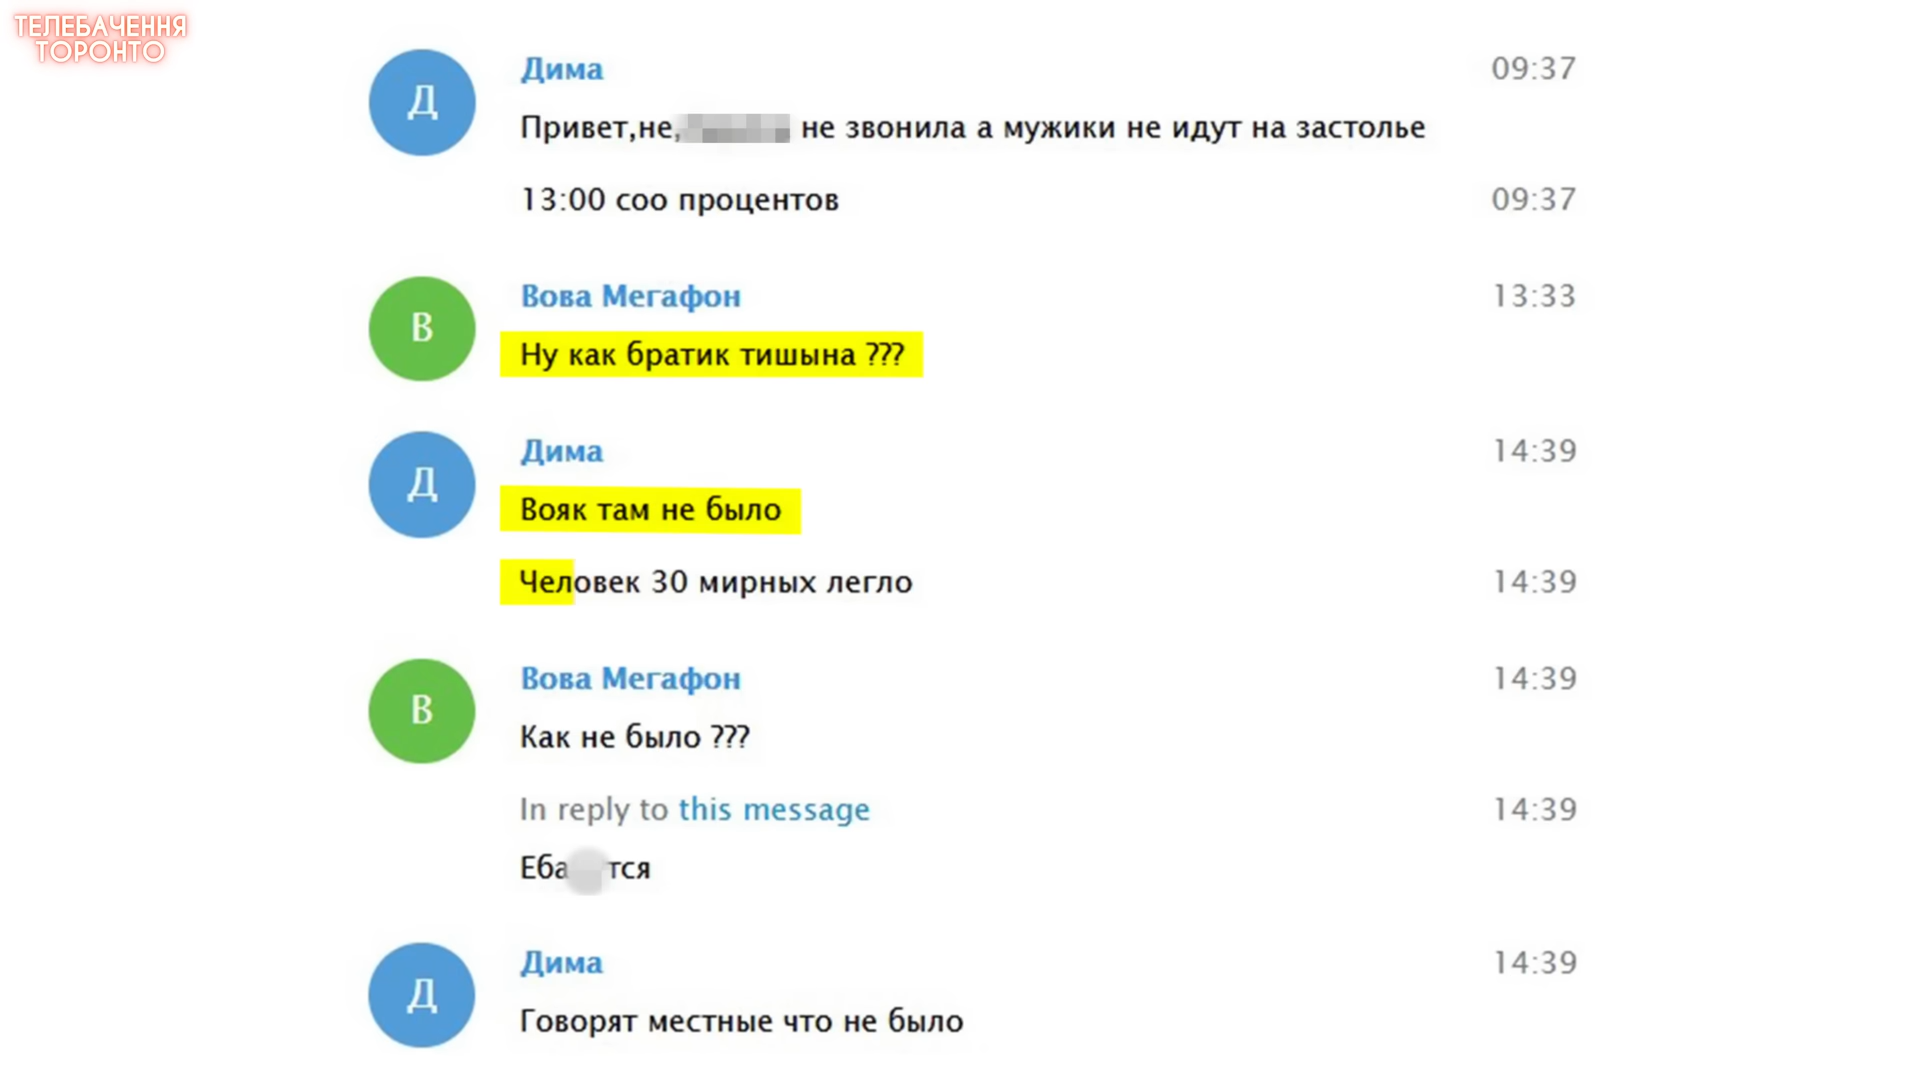 ТЕЛЕБАЧЕННЯ
ТОРОНТО
Д
Дима 09:37
Привет,не, не звонила а мужики не идут на застолье
13:00 соо процентов 09:37
В
Вова Мегафон 13:33
Ну как братик тишына ???
Д
Дима 14:39
Вояк там не было
Человек 30 мирных легло 14:39
В
Вова Мегафон 14:39
Как не было ???
In reply to this message 14:39
Еба тся
Д
Дима 14:39
Говорят местные что не было